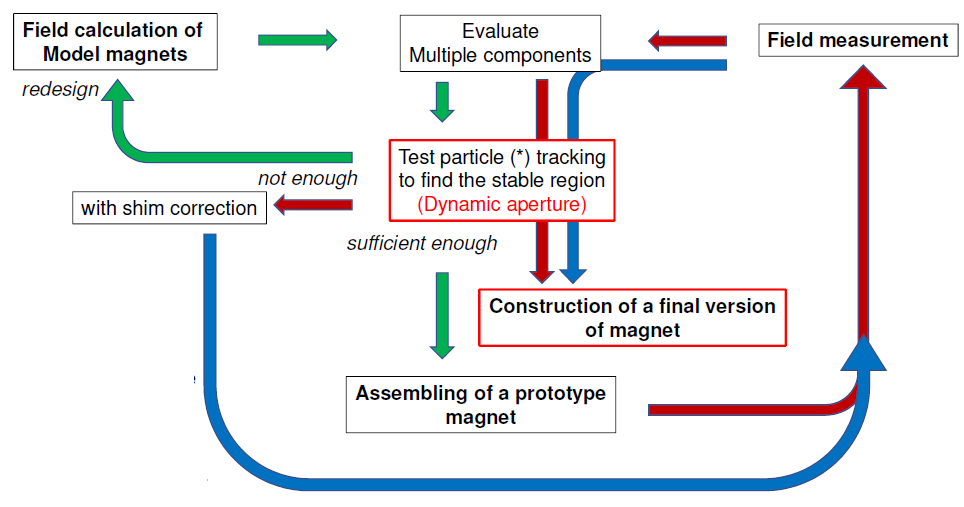 Field calculation of
Model magnets
Evaluate
Multiple components
Field measurement
redesign
Test particle (*) tracking
to find the stable region
(Dynamic aperture)
not enough
with shim correction
sufficient enough
Construction of a final version
of magnet
Assembling of a prototype
magnet